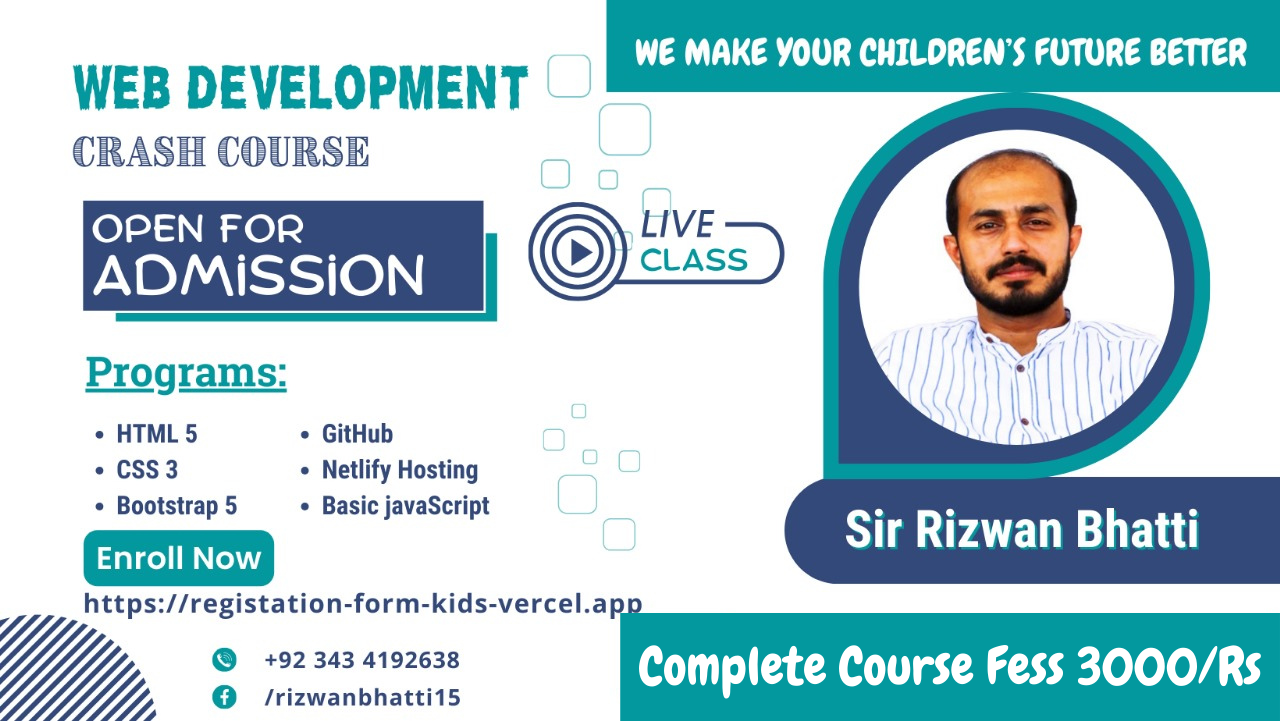 WE MAKE YOUR CHILDREN'S FUTURE BETTER
WEB DEVELOPMENT
CRASH COURSE
OPEN FOR
ADMiSSiON
LIVE
CLASS
Programs:
• HTML 5
• CSS 3
• Bootstrap 5
• GitHub
• Netlify Hosting
• Basic javaScript
Enroll Now
https://registation-form-kids-vercel.app
+92 343 4192638
/rizwanbhatti15
Sir Rizwan Bhatti
Complete Course Fess 3000/Rs